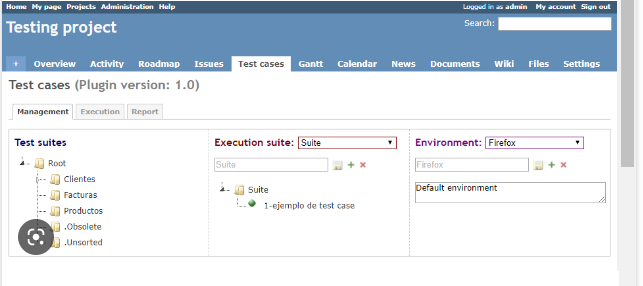 Home My page Projects Administration Help
Logged in as admin My account Sign out
Testing project
Search:
+ Overview Activity Roadmap Issues Test cases Gantt Calendar News Documents Wiki Files Settings
Test cases (Plugin version: 1.0)
Management Execution Report
Test suites
Root
Clientes
Facturas
Productos
.Obsolete
.Unsorted
Execution suite: Suite
Suite
Suite
1-ejemplo de test case
Environment: Firefox
Firefox
Default environment